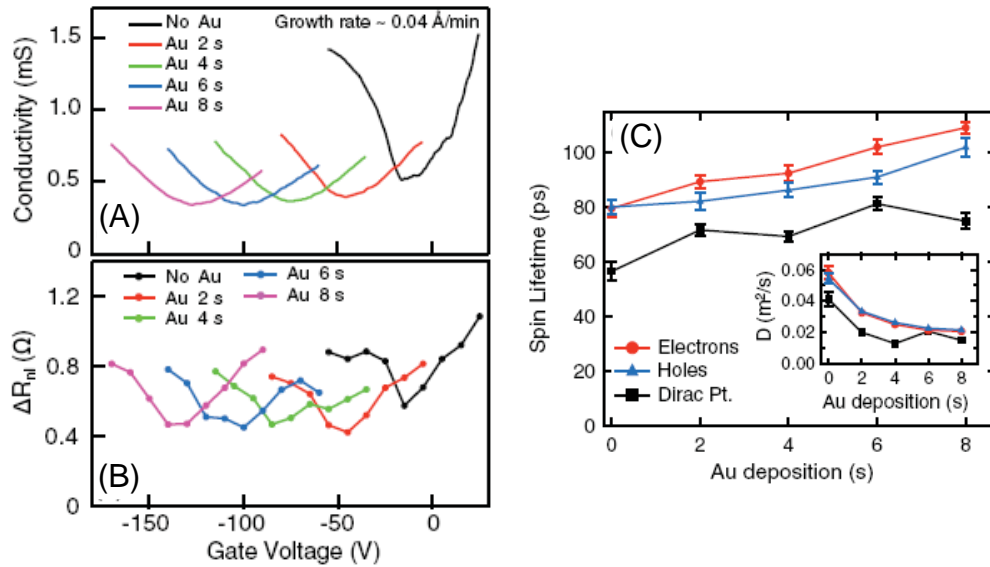 No Au
Au 2 s
Au 4 s
Au 6 s
Au 8 s
Growth rate ~ 0.04 Å/min
1.5
1.0
0.5
0
Conductivity (mS)
(A)
No Au
Au 2 s
Au 4 s
Au 6 s
Au 8 s
1.2
0.8
0.4
0
ΔRnl (Ω)
(B)
-150
-100
-50
0
Gate Voltage (V)
(C)
100
80
60
40
20
0
Spin Lifetime (ps)
Electrons
Holes
Dirac Pt.
0
2
4
6
8
Au deposition (s)
0.06
0.04
0.02
0.00
D (m²/s)
0
2
4
6
8
Au deposition (s)